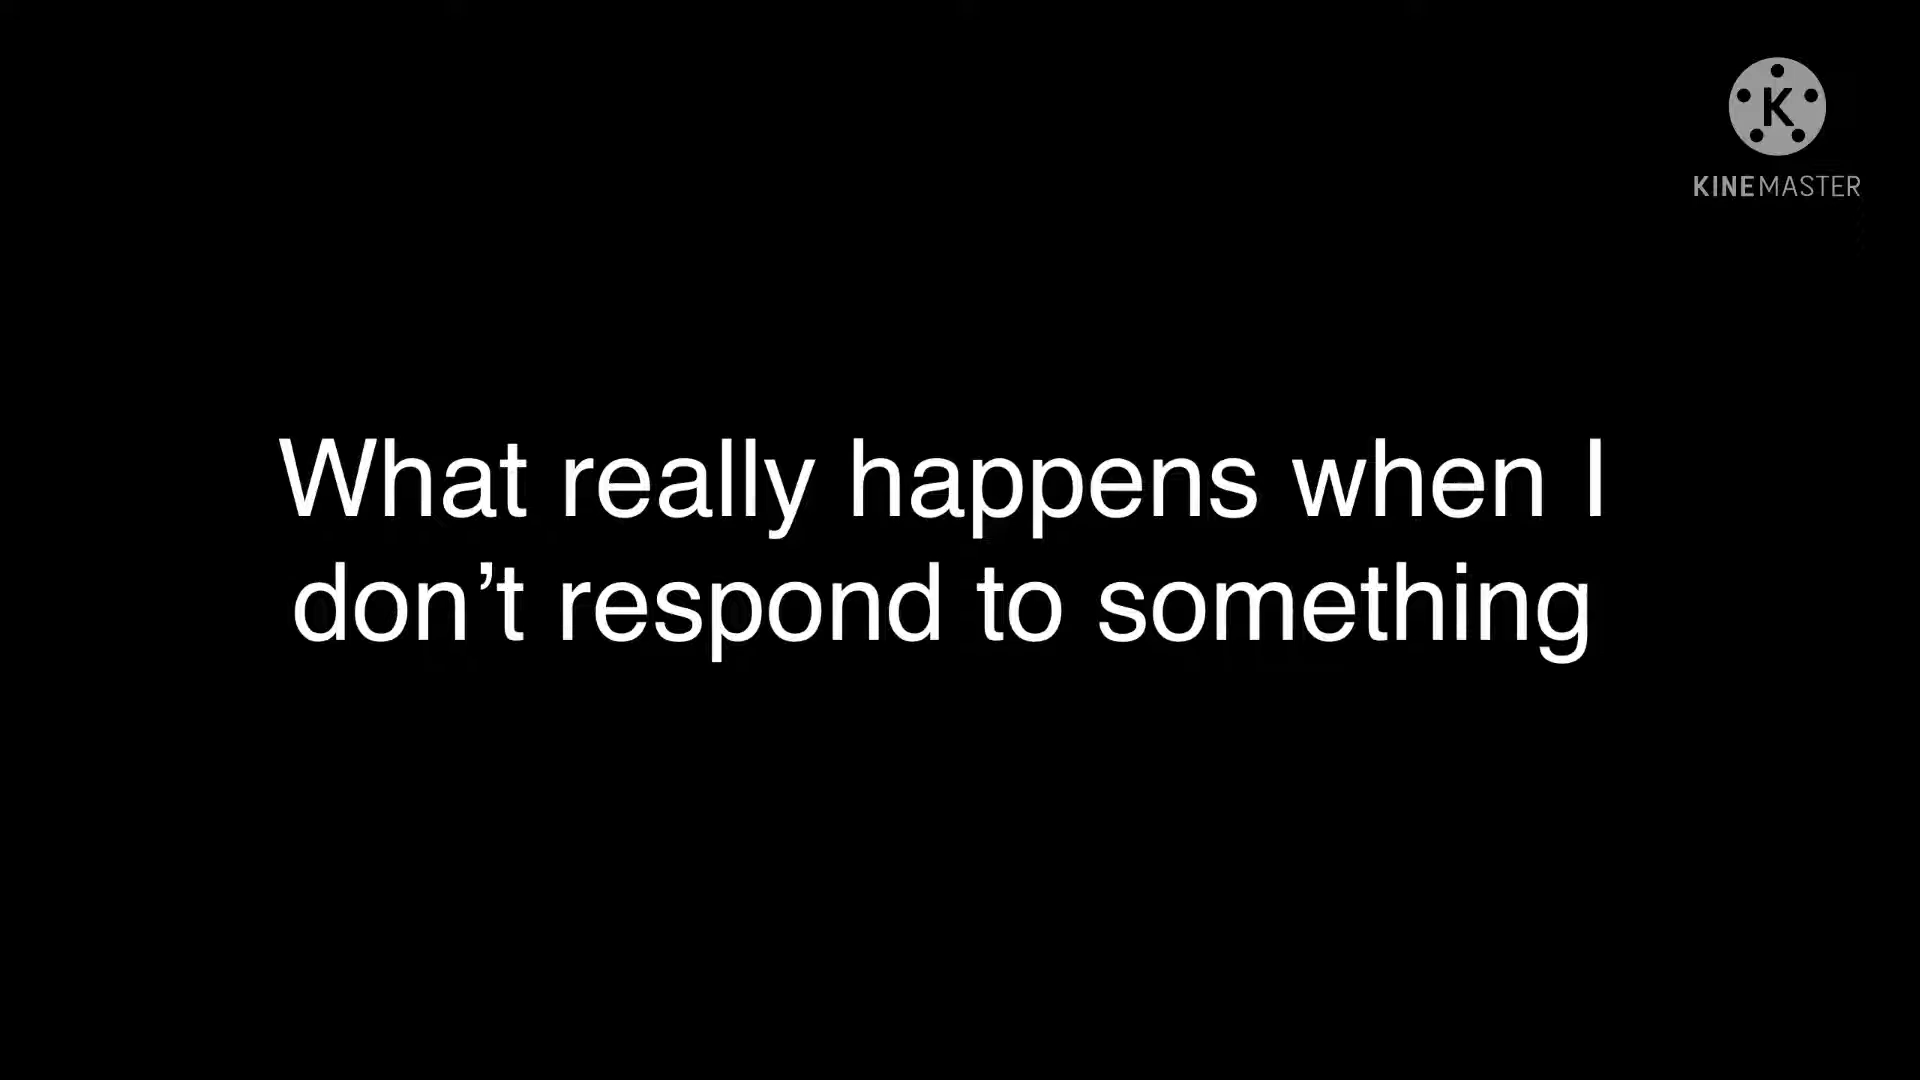 K
KINEMASTER
What really happens when I
don’t respond to something